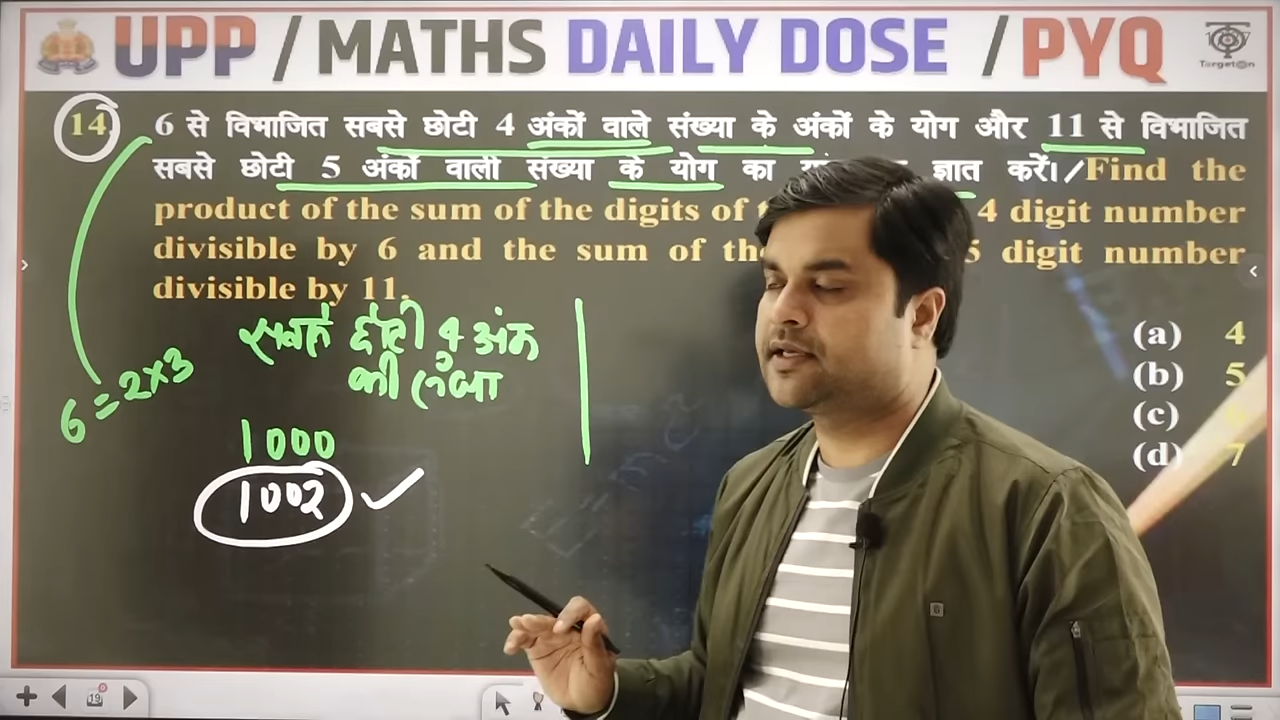 UPP / MATHS DAILY DOSE / PYQ
Target@n
14. 6 से विभाजित सबसे छोटी 4 अंकों वाले संख्या के अंकों के योग और 11 से विभाजित
सबसे छोटी 5 अंकों वाली संख्या के योग का ज्ञात करें।/Find the
product of the sum of the digits of 4 digit number
divisible by 6 and the sum of the 5 digit number
divisible by 11.
सबसे छोटी 4 अंक
की संख्या
6 = 2×3
1000
1002
(a) 4
(b) 5
(c)
(d) 7
19